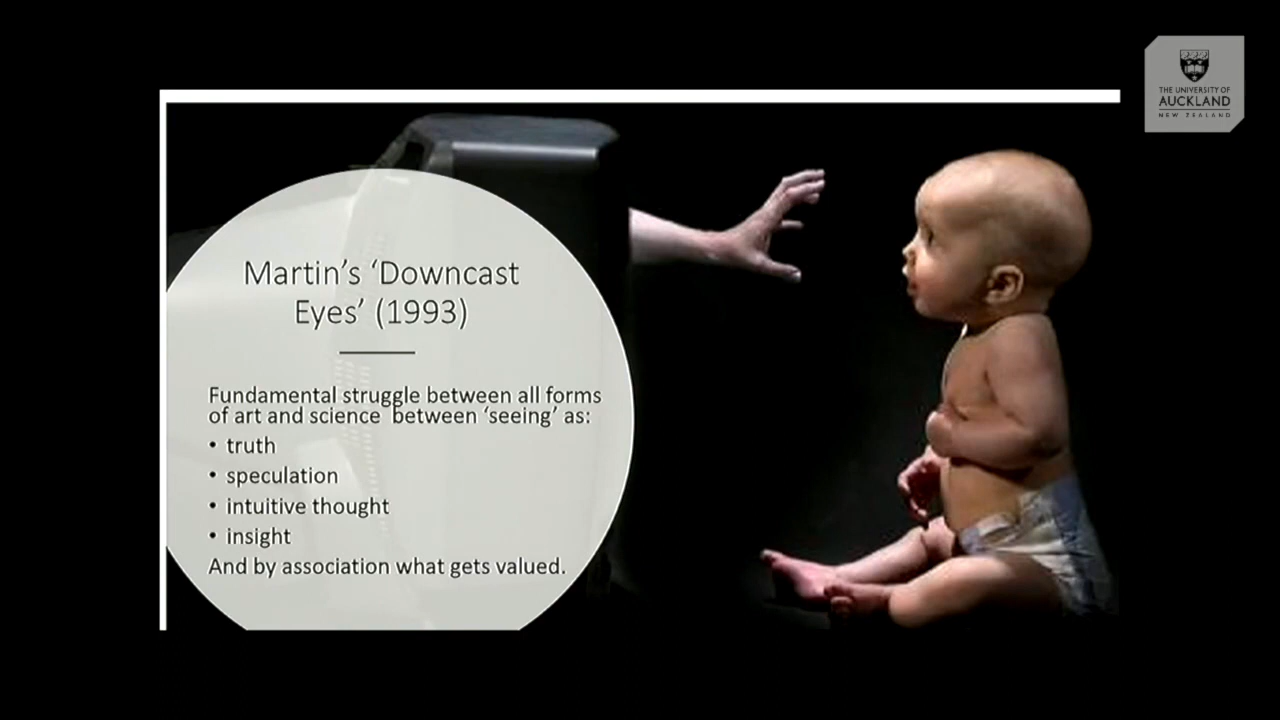 THE UNIVERSITY OF
AUCKLAND
NEW ZEALAND
Martin’s ‘Downcast
Eyes’ (1993)
Fundamental struggle between all forms
of art and science between ‘seeing’ as:
• truth
• speculation
• intuitive thought
• insight
And by association what gets valued.